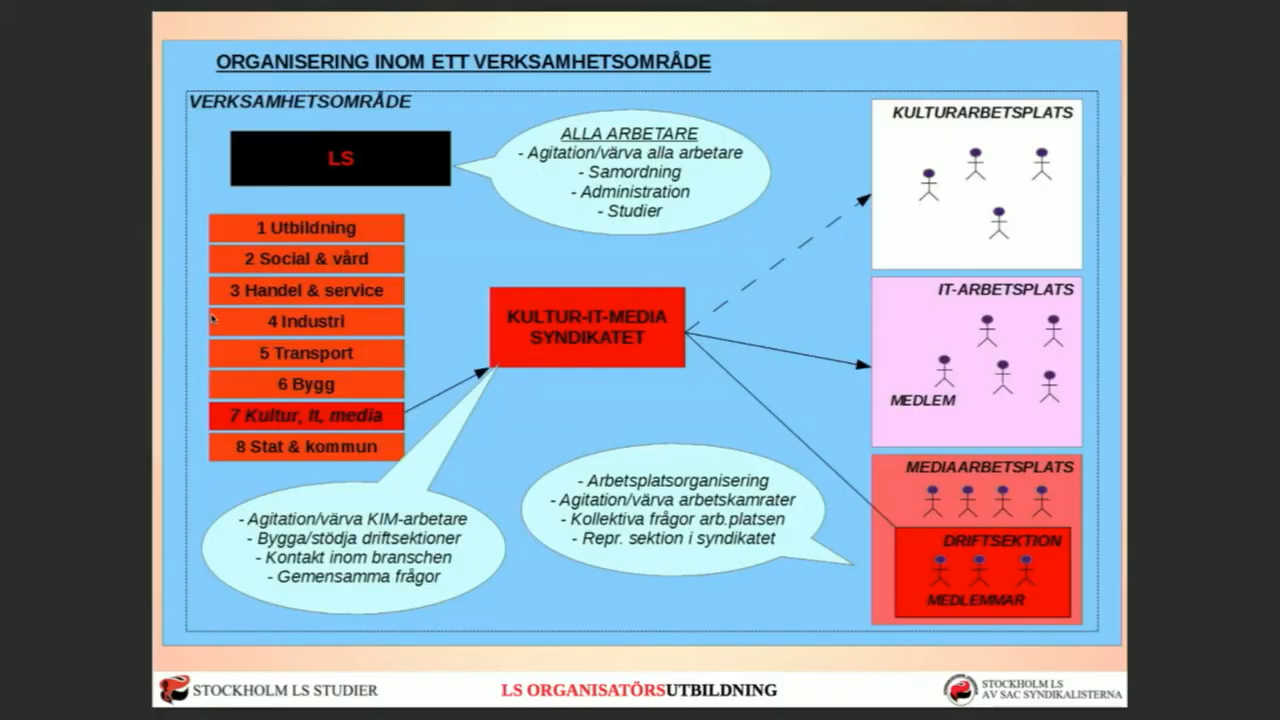 ORGANISERING INOM ETT VERKSAMHETSOMRÅDE
VERKSAMHETSOMRÅDE
LS
ALLA ARBETARE
- Agitation/värva alla arbetare
- Samordning
- Administration
- Studier
1 Utbildning
2 Social & vård
3 Handel & service
4 Industri
5 Transport
6 Bygg
7 Kultur, It, media
8 Stat & kommun
KULTUR-IT-MEDIA
SYNDIKATET
- Agitation/värva KIM-arbetare
- Bygga/stödja driftsektioner
- Kontakt inom branschen
- Gemensamma frågor
- Arbetsplatsorganisering
- Agitation/värva arbetskamrater
- Kollektiva frågor arb.platsen
- Repr. sektion i syndikatet
KULTURARBETSPLATS
IT-ARBETSPLATS
MEDLEM
MEDIAARBETSPLATS
DRIFTSEKTION
MEDLEMMAR
STOCKHOLM LS STUDIER
LS ORGANISATÖRSUTBILDNING
STOCKHOLM LS
AV SAC SYNDIKALISTERNA